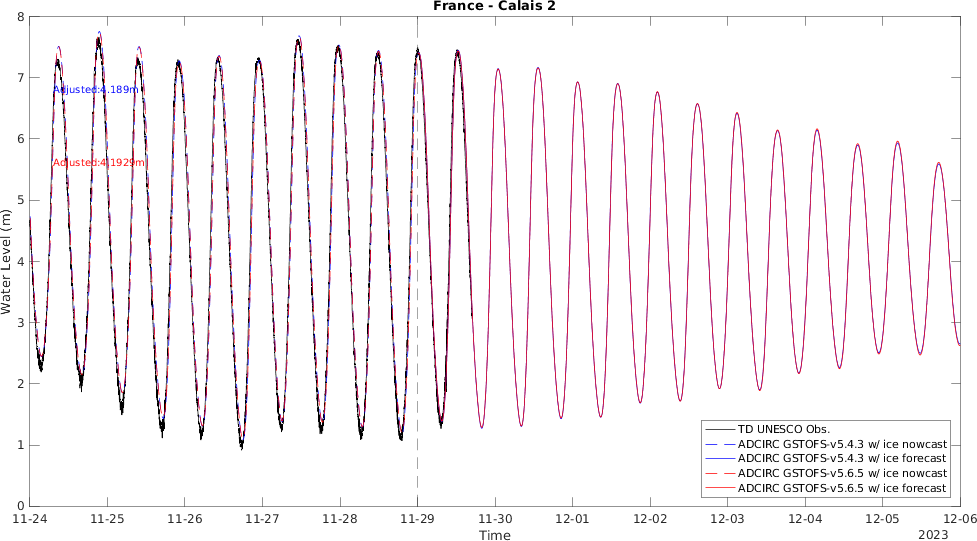 France - Calais 2
8
7
6
5
4
3
2
1
0
Water Level (m)
Adjusted:4.189m
Adjusted:4.1929m
TD UNESCO Obs.
ADCIRC GSTOFS-v5.4.3 w/ ice nowcast
ADCIRC GSTOFS-v5.4.3 w/ ice forecast
ADCIRC GSTOFS-v5.6.5 w/ ice nowcast
ADCIRC GSTOFS-v5.6.5 w/ ice forecast
11-24 11-25 11-26 11-27 11-28 11-29 11-30 12-01 12-02 12-03 12-04 12-05 12-06
Time
2023